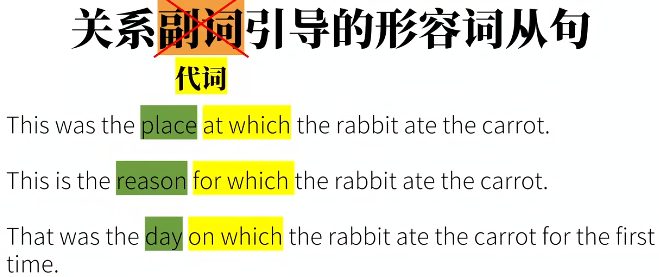 关系副词引导的形容词从句
代词
This was the place at which the rabbit ate the carrot.
This is the reason for which the rabbit ate the carrot.
That was the day on which the rabbit ate the carrot for the first
time.